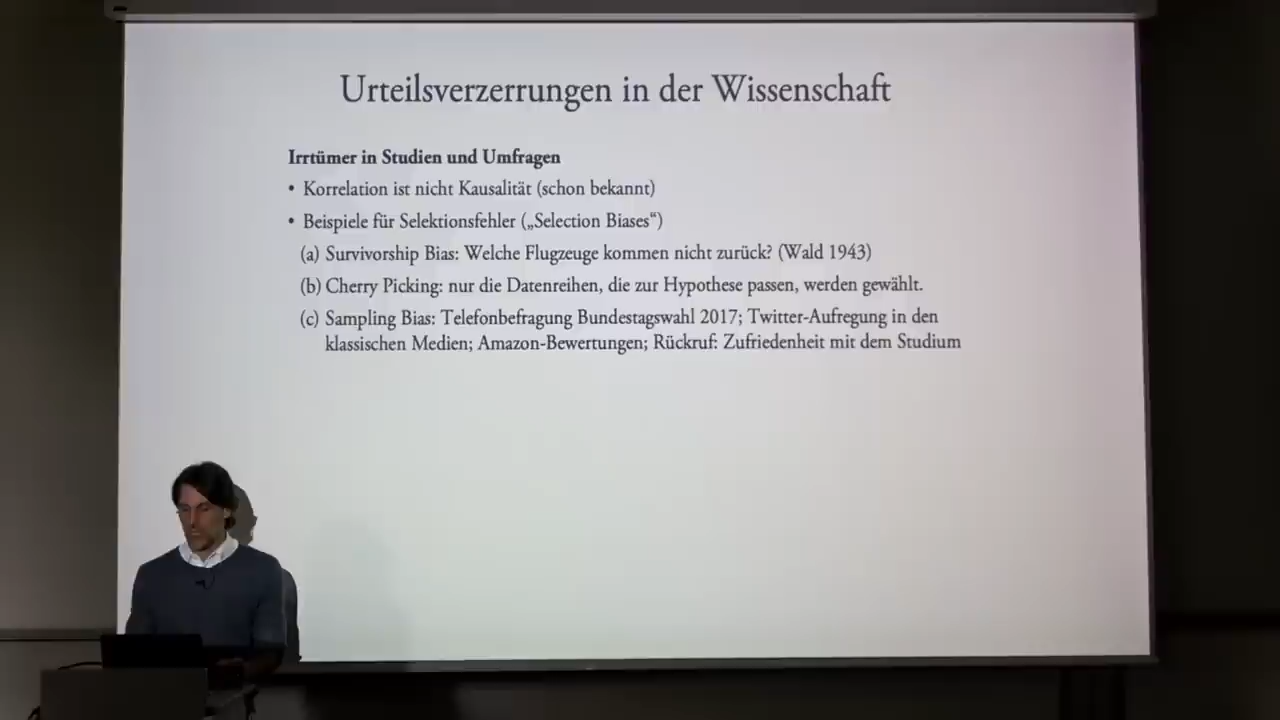 Urteilsverzerrungen in der Wissenschaft
Irrtümer in Studien und Umfragen
• Korrelation ist nicht Kausalität (schon bekannt)
• Beispiele für Selektionsfehler („Selection Biases“)
(a) Survivorship Bias: Welche Flugzeuge kommen nicht zurück? (Wald 1943)
(b) Cherry Picking: nur die Datenreihen, die zur Hypothese passen, werden gewählt.
(c) Sampling Bias: Telefonbefragung Bundestagswahl 2017; Twitter-Aufregung in den
klassischen Medien; Amazon-Bewertungen; Rückruf: Zufriedenheit mit dem Studium